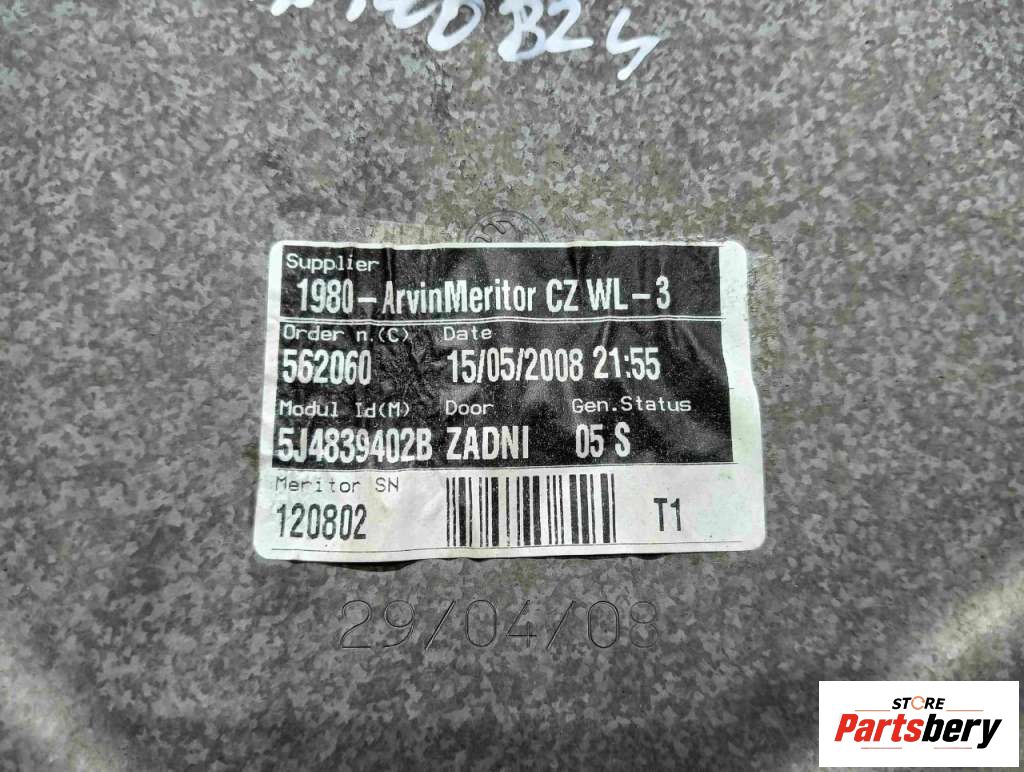 Supplier
1980-ArvinMeritor CZ WL-3
Order n.(C) Date
562060 15/05/2008 21:55
Modul Id(M) Door Gen.Status
5J4839402B ZADNI 05 S
Meritor SN
120802 T1
29/04/08
STORE
Partsbery